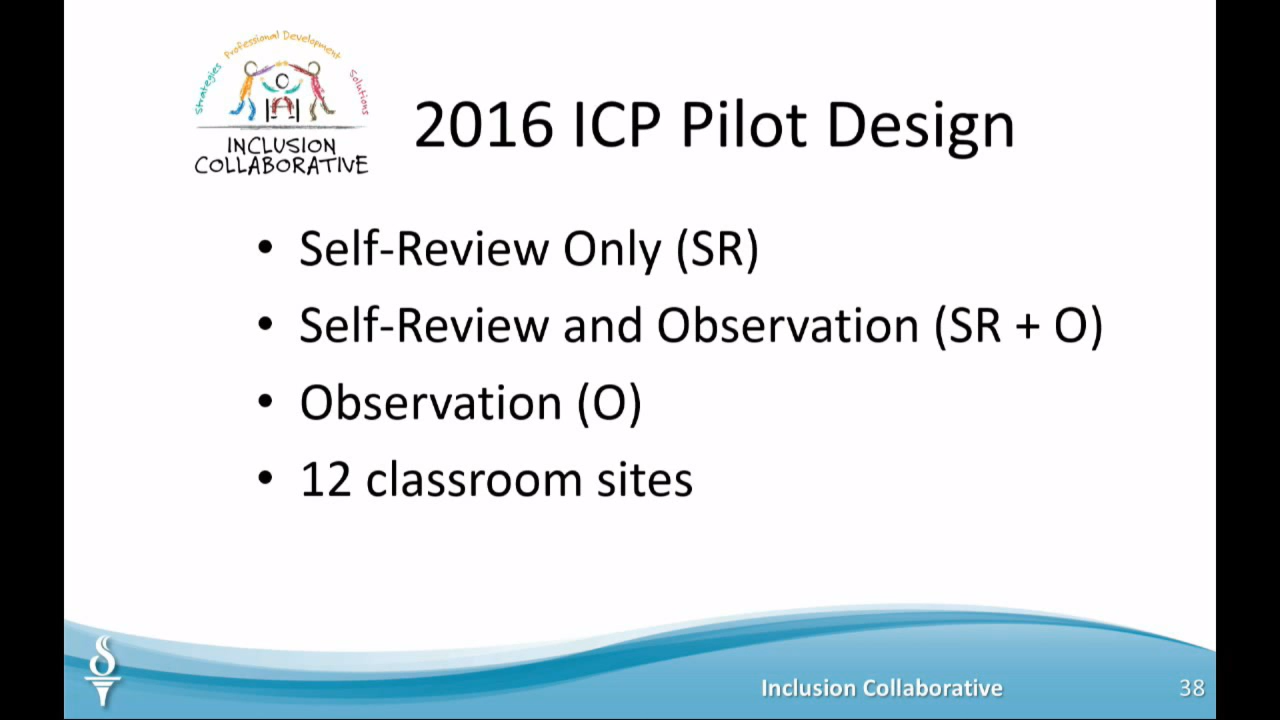 Strategies Professional Development Solutions
INCLUSION
COLLABORATIVE
2016 ICP Pilot Design
• Self-Review Only (SR)
• Self-Review and Observation (SR + O)
• Observation (O)
• 12 classroom sites
Inclusion Collaborative
38